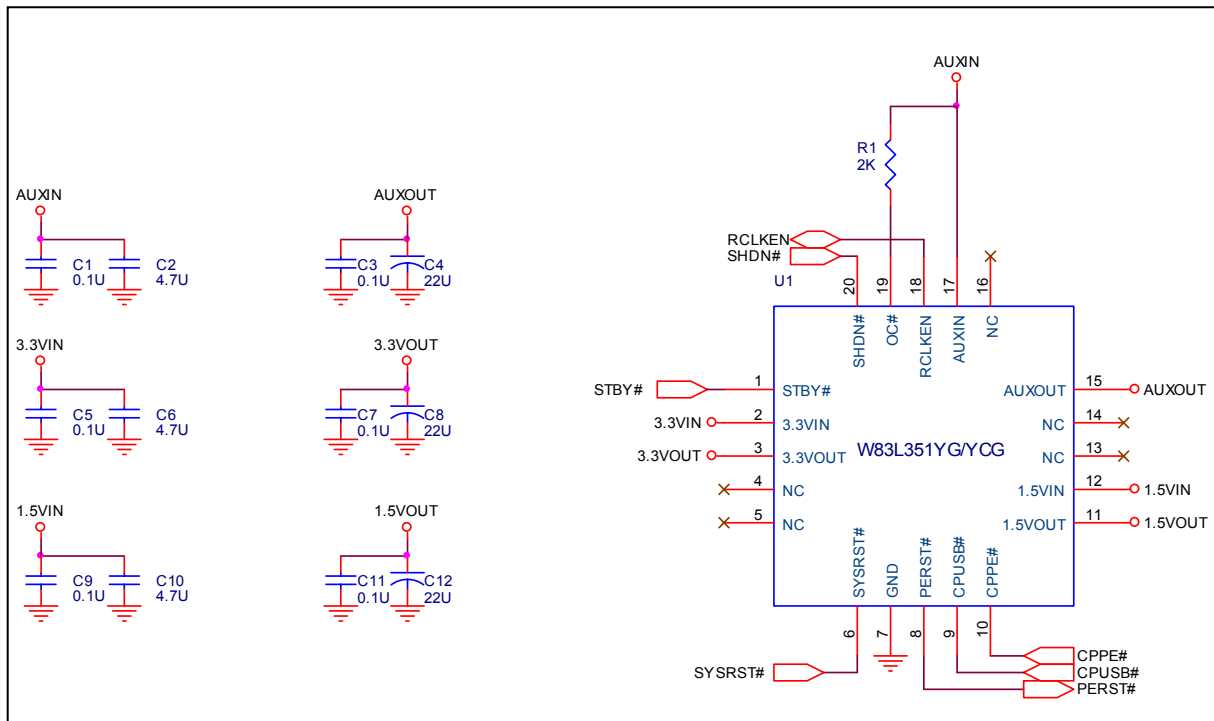 AUXIN
AUXIN
AUXOUT
R1
2K
C1
0.1U
C2
4.7U
C3
0.1U
C4
22U
RCLKEN
SHDN#
U1
20
19
18
17
16
SHDN#
OC#
RCLKEN
AUXIN
NC
3.3VIN
3.3VOUT
C5
0.1U
C6
4.7U
C7
0.1U
C8
22U
STBY#
1
STBY#
AUXOUT
15
AUXOUT
3.3VIN
2
3.3VIN
NC
14
3.3VOUT
3
3.3VOUT
W83L351YG/YCG
NC
13
4
NC
1.5VIN
12
1.5VIN
5
NC
1.5VOUT
11
1.5VOUT
1.5VIN
1.5VOUT
C9
0.1U
C10
4.7U
C11
0.1U
C12
22U
SYSRST#
GND
PERST#
CPUSB#
CPPE#
6
7
8
9
10
SYSRST#
CPPE#
CPUSB#
PERST#